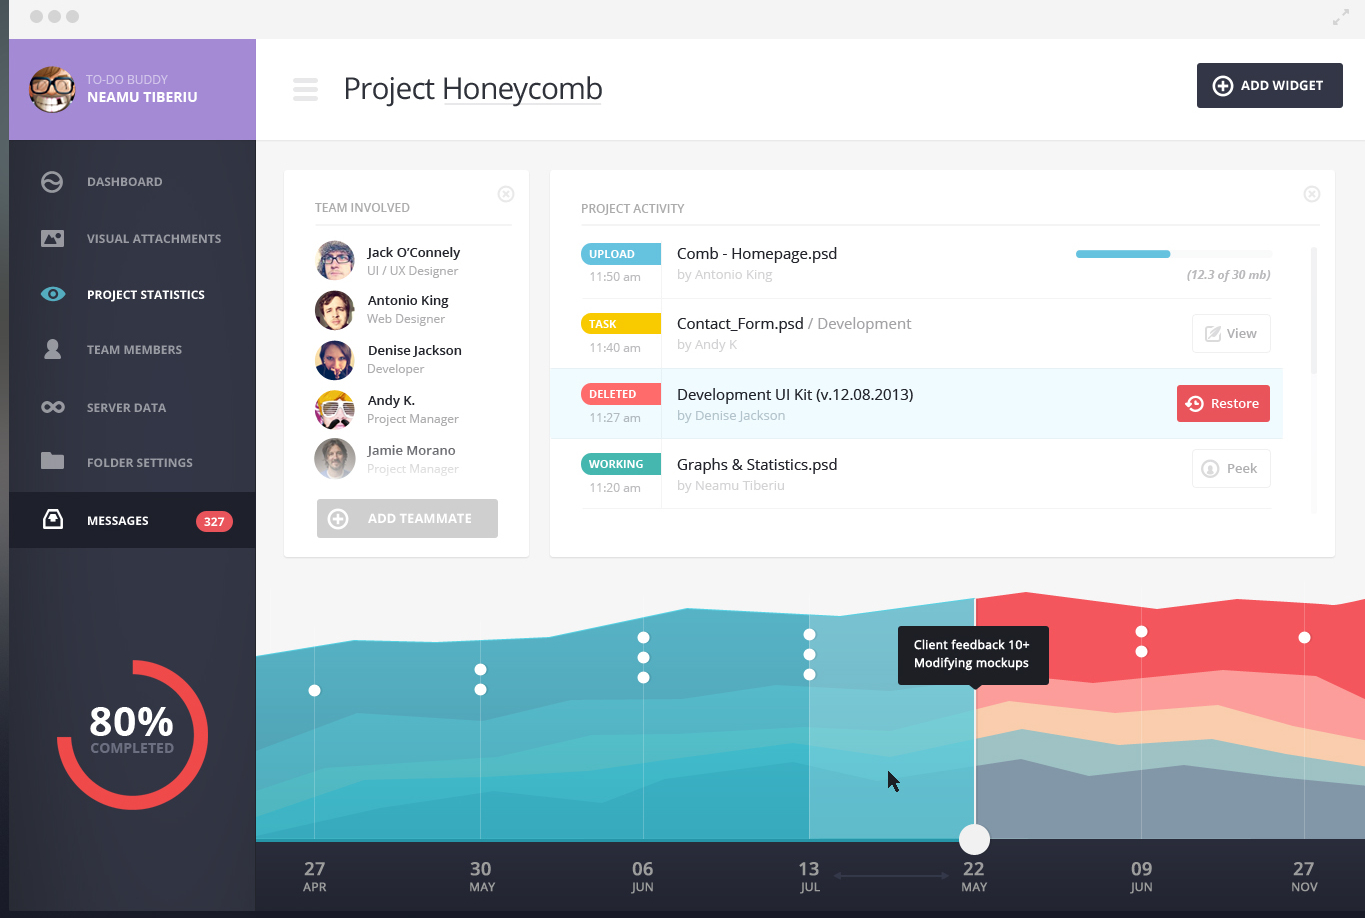 TO-DO BUDDY
NEAMU TIBERIU
Project Honeycomb
ADD WIDGET
DASHBOARD
VISUAL ATTACHMENTS
PROJECT STATISTICS
TEAM MEMBERS
SERVER DATA
FOLDER SETTINGS
MESSAGES 327
80%
COMPLETED
TEAM INVOLVED
Jack O’Connely
UI / UX Designer
Antonio King
Web Designer
Denise Jackson
Developer
Andy K.
Project Manager
Jamie Morano
Project Manager
ADD TEAMMATE
PROJECT ACTIVITY
UPLOAD Comb - Homepage.psd
11:50 am by Antonio King (12.3 of 30 mb)
TASK Contact_Form.psd / Development
11:40 am by Andy K View
DELETED Development UI Kit (v.12.08.2013)
11:27 am by Denise Jackson Restore
WORKING Graphs & Statistics.psd
11:20 am by Neamu Tiberiu Peek
Client feedback 10+
Modifying mockups
27 30 06 13 22 09 27
APR MAY JUN JUL MAY JUN NOV